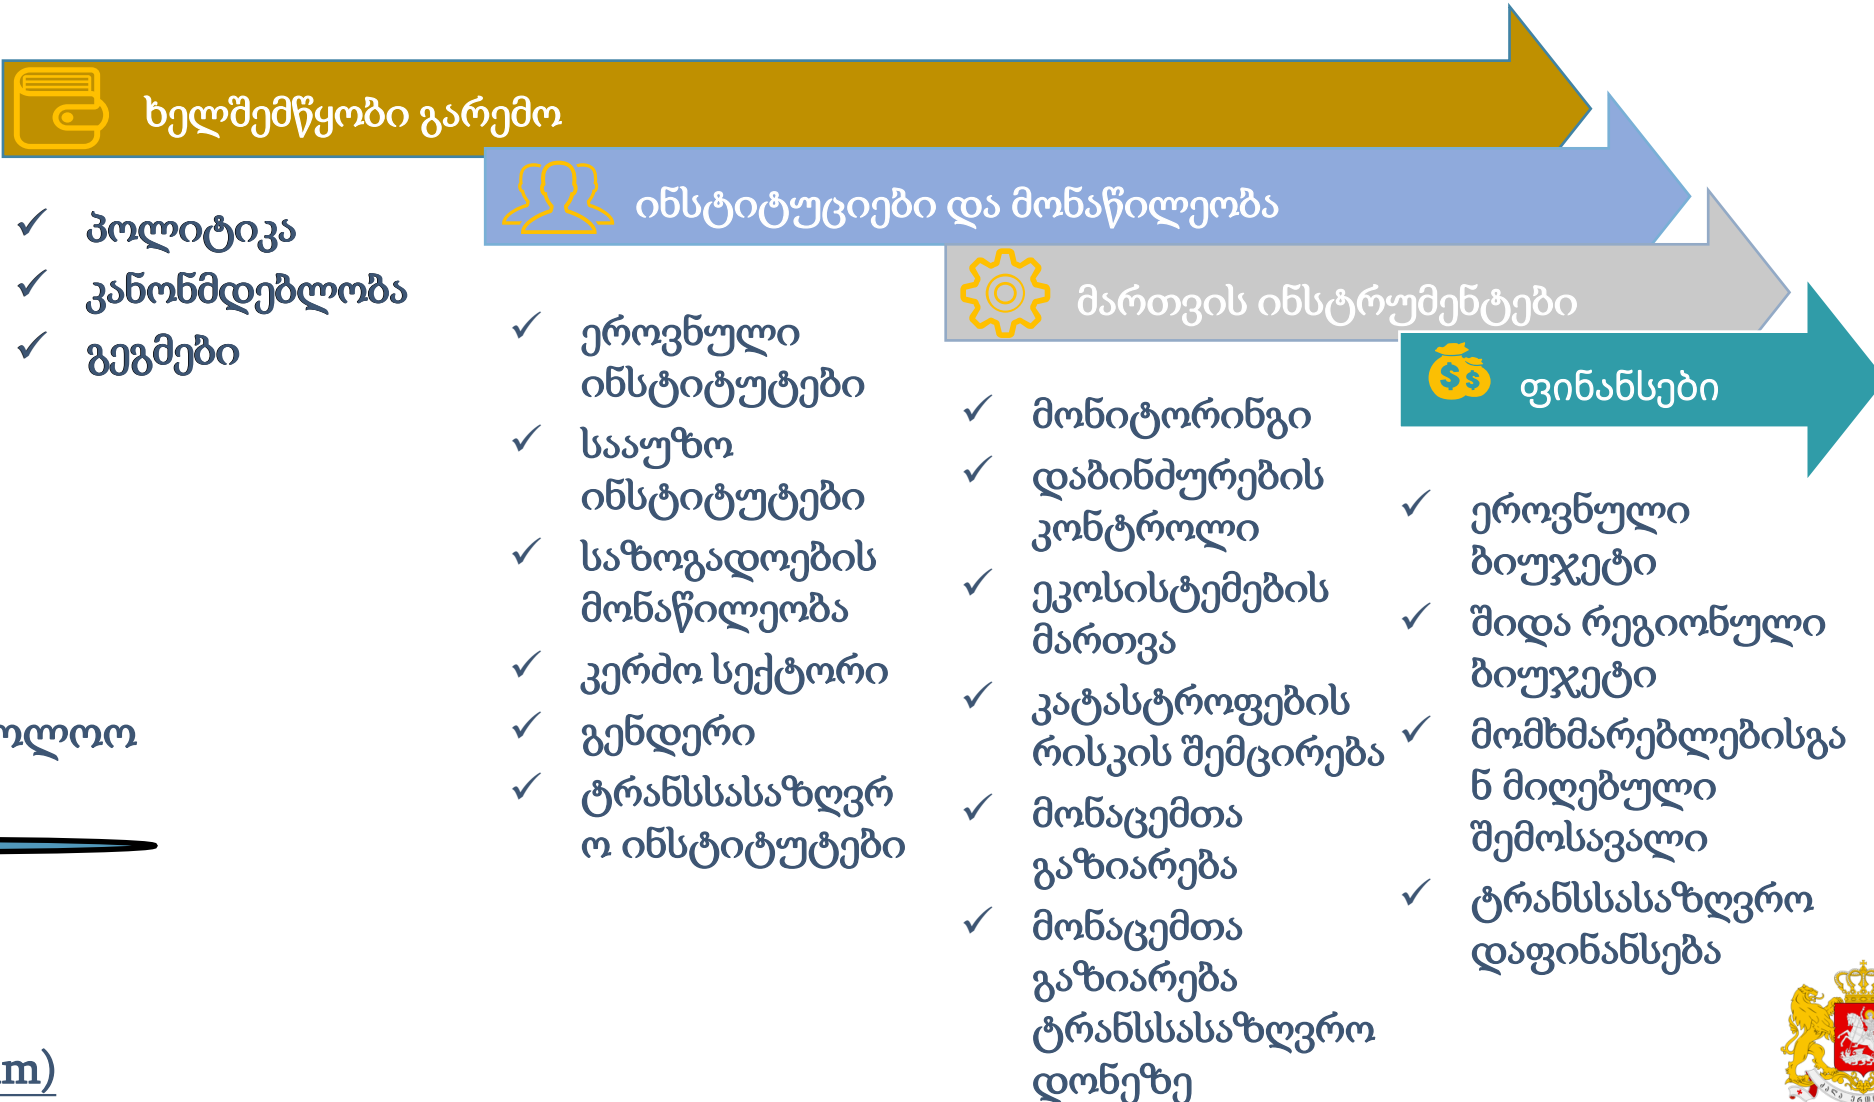 ხელშემწყობი გარემო
✓ პოლიტიკა
✓ კანონმდებლობა
✓ გეგმები
ინსტიტუციები და მონაწილეობა
✓ ეროვნული
ინსტიტუტები
✓ სააუზო
ინსტიტუტები
✓ საზოგადოების
მონაწილეობა
✓ კერძო სექტორი
✓ გენდერი
✓ ტრანსსასაზღვრ
ო ინსტიტუტები
მართვის ინსტრუმენტები
✓ მონიტორინგი
✓ დაბინძურების
კონტროლი
✓ ეკოსისტემების
მართვა
✓ კატასტროფების
რისკის შემცირება
✓ მონაცემთა
გაზიარება
✓ მონაცემთა
გაზიარება
ტრანსსასაზღვრო
დონეზე
ფინანსები
✓ ეროვნული
ბიუჯეტი
✓ შიდა რეგიონული
ბიუჯეტი
✓ მომხმარებლებისგა
ნ მიღებული
შემოსავალი
✓ ტრანსსასაზღვრო
დაფინანსება
ოლოო
m)